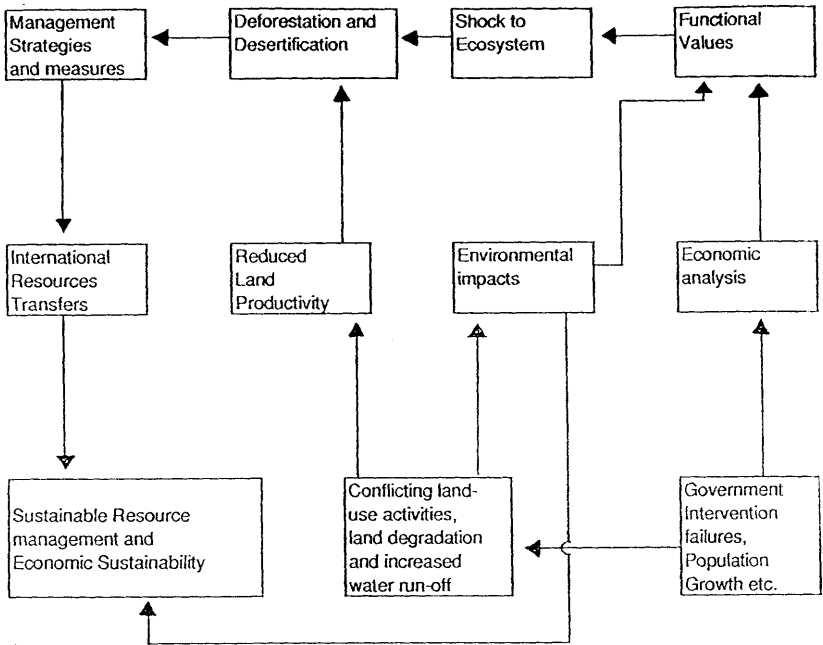 Management
Strategies
and measures
Deforestation and
Desertification
Shock to
Ecosystem
Functional
Values
International
Resources
Transfers
Reduced
Land
Productivity
Environmental
impacts
Economic
analysis
Sustainable Resource
management and
Economic Sustainability
Conflicting land-
use activities,
land degradation
and increased
water run-off
Government
Intervention
failures,
Population
Growth etc.